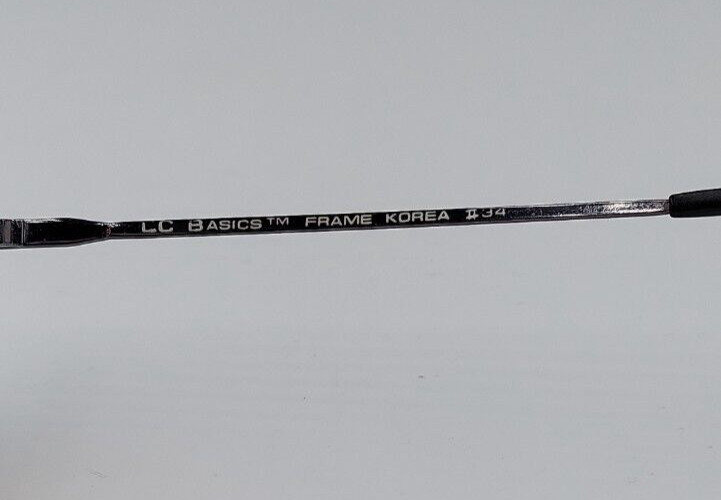 LC BASICS™ FRAME KOREA #34